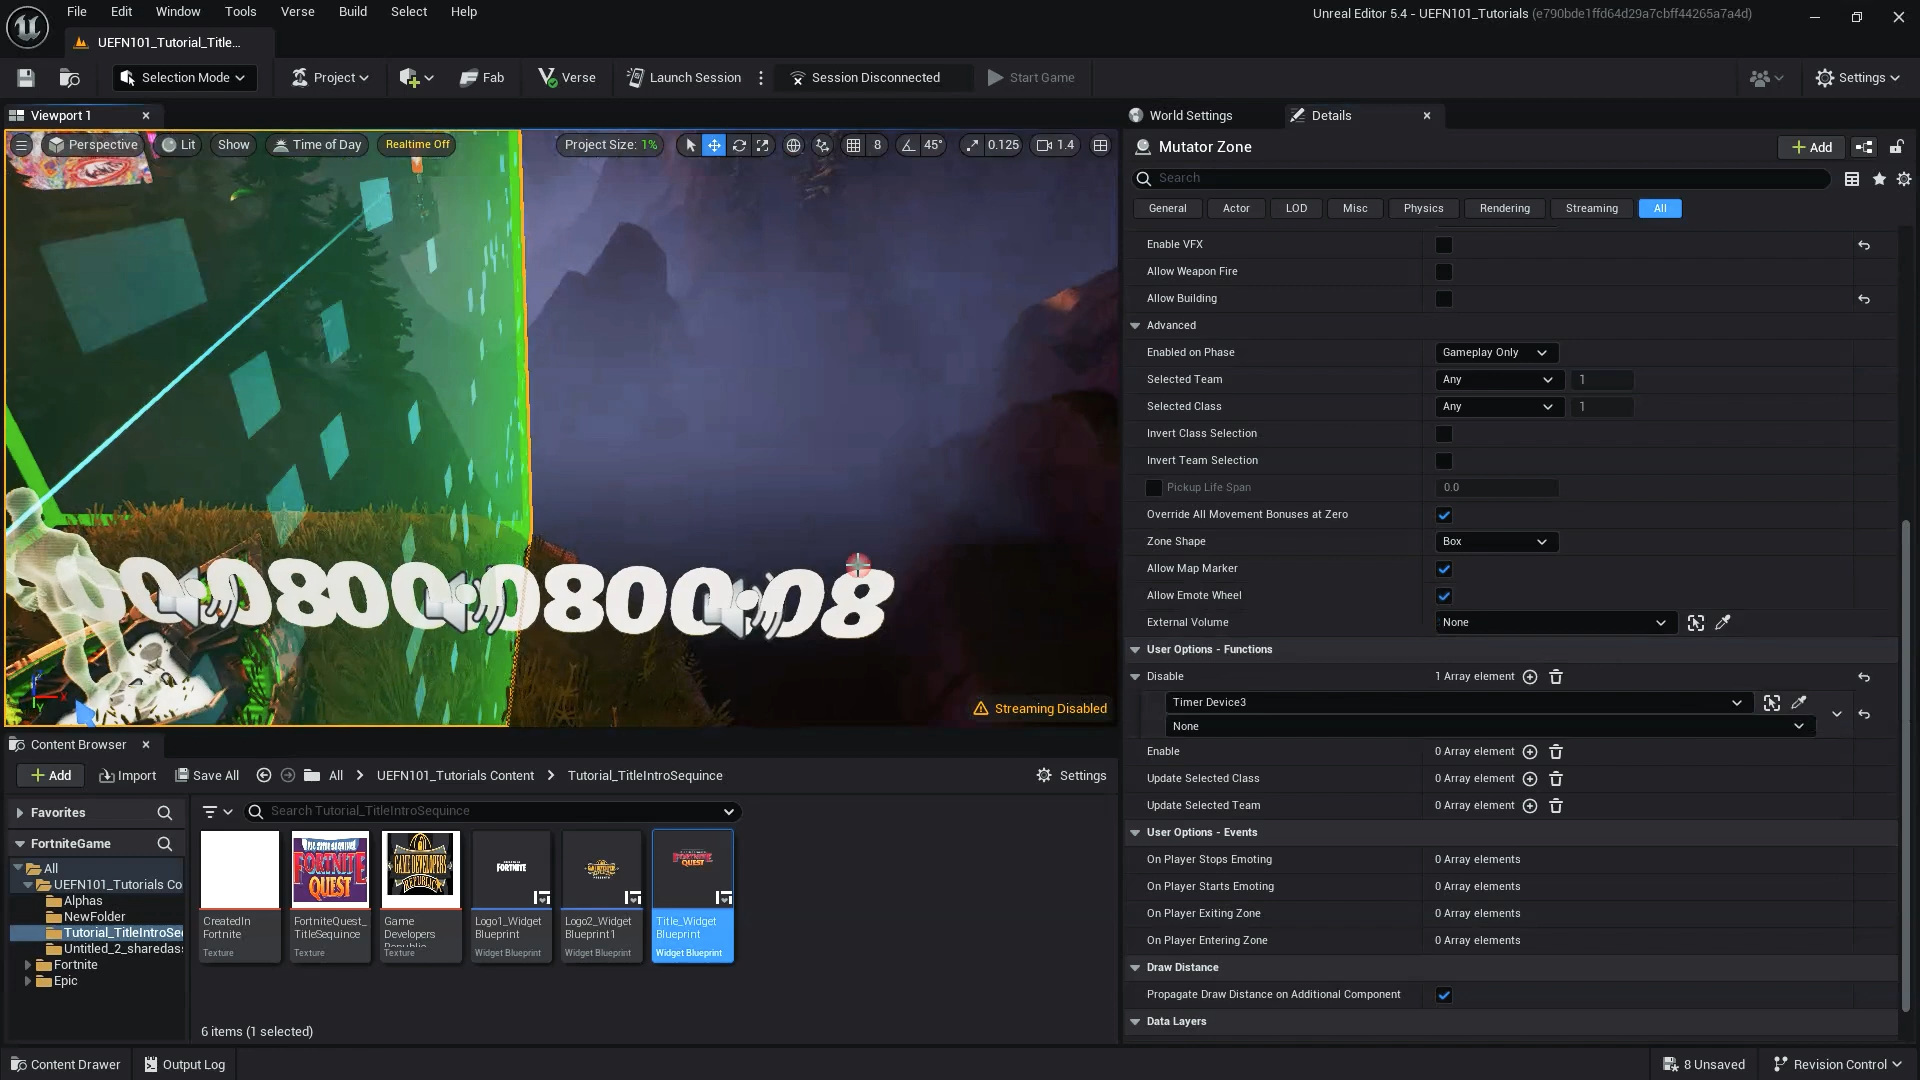 File Edit Window Tools Verse Build Select Help
Unreal Editor 5.4 - UEFN101_Tutorials (e790bde1ffd64d29a7cbff44265a7a4d)
UEFN101_Tutorial_Title...
Selection Mode Project Fab Verse Launch Session Session Disconnected Start Game Settings
Viewport 1
Perspective Lit Show Time of Day Realtime Off Project Size: 1% 8 45° 0.125 1.4
Streaming Disabled
World Settings Details
Mutator Zone
Add
Search
General Actor LOD Misc Physics Rendering Streaming All
Enable VFX
Allow Weapon Fire
Allow Building
Advanced
Enabled on Phase Gameplay Only
Selected Team Any 1
Selected Class Any 1
Invert Class Selection
Invert Team Selection
Pickup Life Span 0.0
Override All Movement Bonuses at Zero
Zone Shape Box
Allow Map Marker
Allow Emote Wheel
External Volume None
User Options - Functions
Disable 1 Array element
Timer Device3
None
Enable 0 Array element
Update Selected Class 0 Array element
Update Selected Team 0 Array element
User Options - Events
On Player Stops Emoting 0 Array elements
On Player Starts Emoting 0 Array elements
On Player Exiting Zone 0 Array elements
On Player Entering Zone 0 Array elements
Draw Distance
Propagate Draw Distance on Additional Component
Data Layers
Content Browser
Add Import Save All All UEFN101_Tutorials Content Tutorial_TitleIntroSequince Settings
Favorites
Search Tutorial_TitleIntroSequince
FortniteGame
All
UEFN101_Tutorials Co
Alphas
NewFolder
Tutorial_TitleIntroSe
Untitled_2_sharedas
Fortnite
Epic
FORTNITE QUEST
GAME DEVELOPERS REPUBLIC
FORTNITE
FORTNITE QUEST
CreatedIn Fortnite
Texture
FortniteQuest_TitleSequince
Texture
Game Developers Republic
Texture
Logo1_Widget Blueprint
Widget Blueprint
Logo2_Widget Blueprint1
Widget Blueprint
Title_Widget Blueprint
Widget Blueprint
6 items (1 selected)
Content Drawer Output Log
8 Unsaved Revision Control